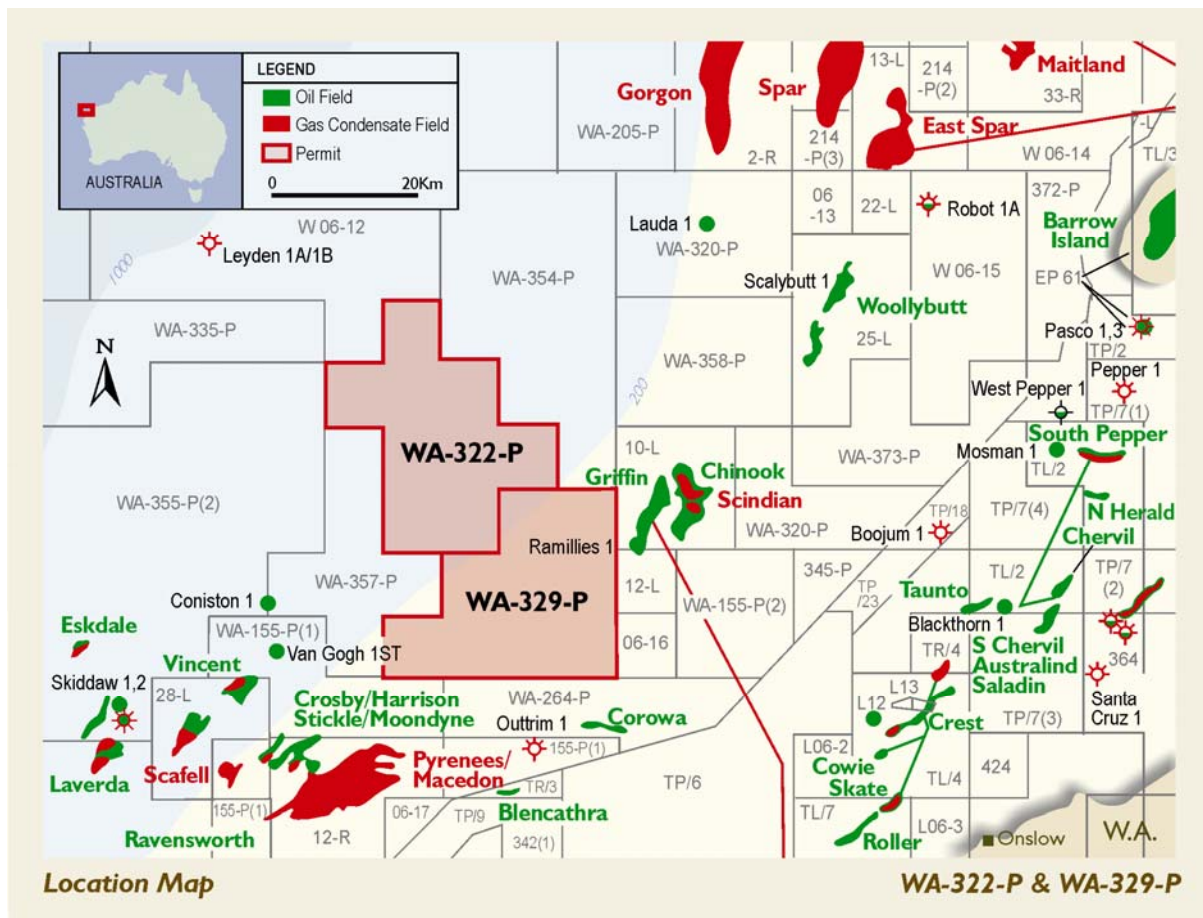 LEGEND
Oil Field
Gas Condensate Field
Permit
0 20Km
AUSTRALIA
Gorgon
Spar
13-L
214
-P(2)
Maitland
33-R
WA-205-P
2-R
214
-P(3)
East Spar
W 06-14
7-L
TL/3
W 06-12
Leyden 1A/1B
1000
Lauda 1
WA-320-P
06
-13
22-L
Robot 1A
372-P
Barrow
Island
WA-354-P
W 06-15
EP 61
Scalybutt 1
Woollybutt
25-L
WA-335-P
WA-358-P
Pasco 1,3
TP/2
N
200
Pepper 1
West Pepper 1
TP/7(1)
WA-322-P
10-L
WA-373-P
South Pepper
Mosman 1
TL/2
Griffin
Chinook
Scindian
WA-355-P(2)
TP/18
TP/7(4)
N Herald
Chervil
Ramillies 1
WA-320-P
Boojum 1
WA-357-P
WA-329-P
12-L
WA-155-P(2)
345-P
TP
/23
TL/2
TP/7
(2)
Taunto
Coniston 1
Blackthorn 1
WA-155-P(1)
06-16
Eskdale
Van Gogh 1ST
TR/4
S Chervil
Australind
Saladin
364
Vincent
Skiddaw 1,2
28-L
Crosby/Harrison
Stickle/Moondyne
WA-264-P
Outtrim 1
Corowa
L13
L12
Crest
TP/7(3)
Santa
Cruz 1
155-P(1)
Laverda
Scafell
Pyrenees/
Macedon
L06-2
Cowie
Skate
TL/4
424
TP/6
155-P(1)
Ravensworth
12-R
06-17
TP/9
TR/3
342(1)
Blencathra
TL/7
Roller
L06-3
Onslow
W.A.
Location Map
WA-322-P & WA-329-P